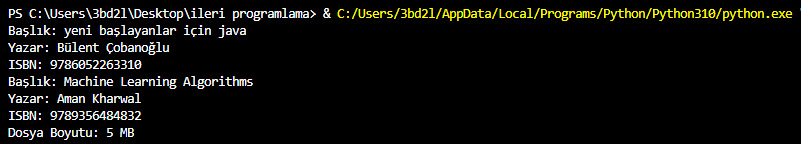 PS C:\Users\3bd2l\Desktop\ileri programlama> & C:/Users/3bd2l/AppData/Local/Programs/Python/Python310/python.exe
Başlık: yeni başlayanlar için java
Yazar: Bülent Çobanoğlu
ISBN: 9786052263310
Başlık: Machine Learning Algorithms
Yazar: Aman Kharwal
ISBN: 9789356484832
Dosya Boyutu: 5 MB